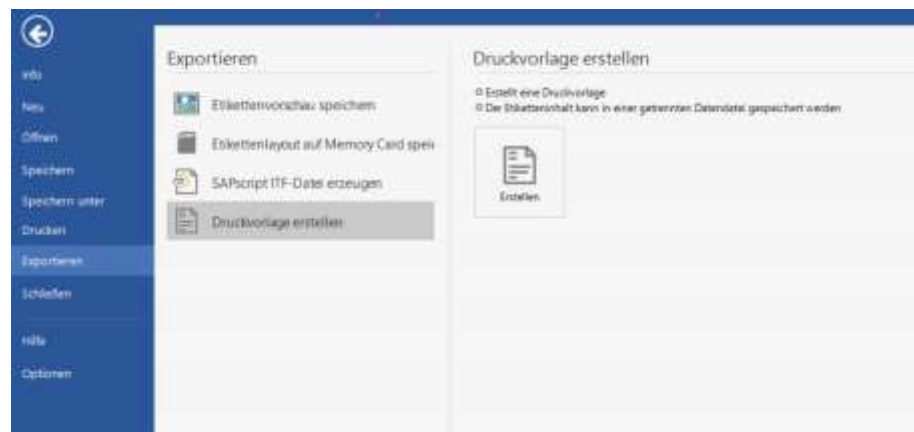 Info
Neu
Öffnen
Speichern
Speichern unter
Drucken
Exportieren
Schließen
Hilfe
Optionen
Exportieren
Etikettenvorschau speichern
Etikettenlayout auf Memory Card speic
SAPscript ITF-Datei erzeugen
Druckvorlage erstellen
Druckvorlage erstellen
Erstellt eine Druckvorlage
Der Etiketteninhalt kann in einer getrennten Datendatei gespeichert werden
Erstellen